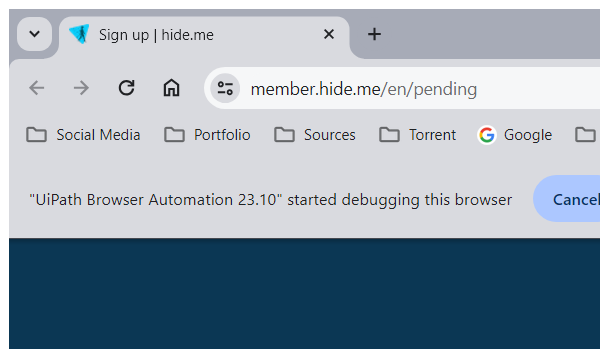 Sign up | hide.me
member.hide.me/en/pending
Social Media Portfolio Sources Torrent Google
"UiPath Browser Automation 23.10" started debugging this browser Cancel